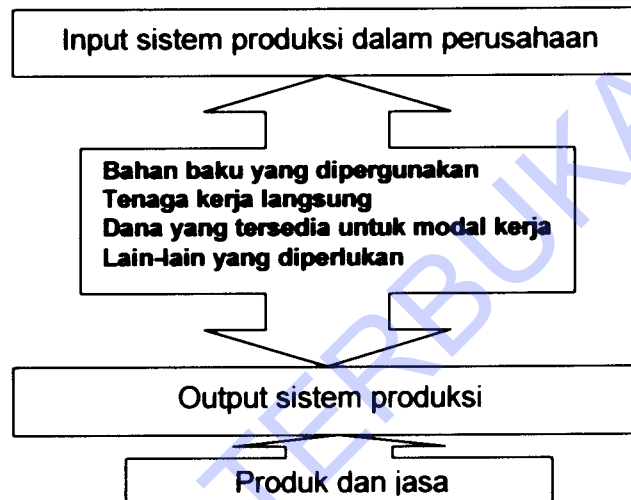 Input sistem produksi dalam perusahaan
Bahan baku yang dipergunakan
Tenaga kerja langsung
Dana yang tersedia untuk modal kerja
Lain-lain yang diperlukan
Output sistem produksi
Produk dan jasa
TERBUKA